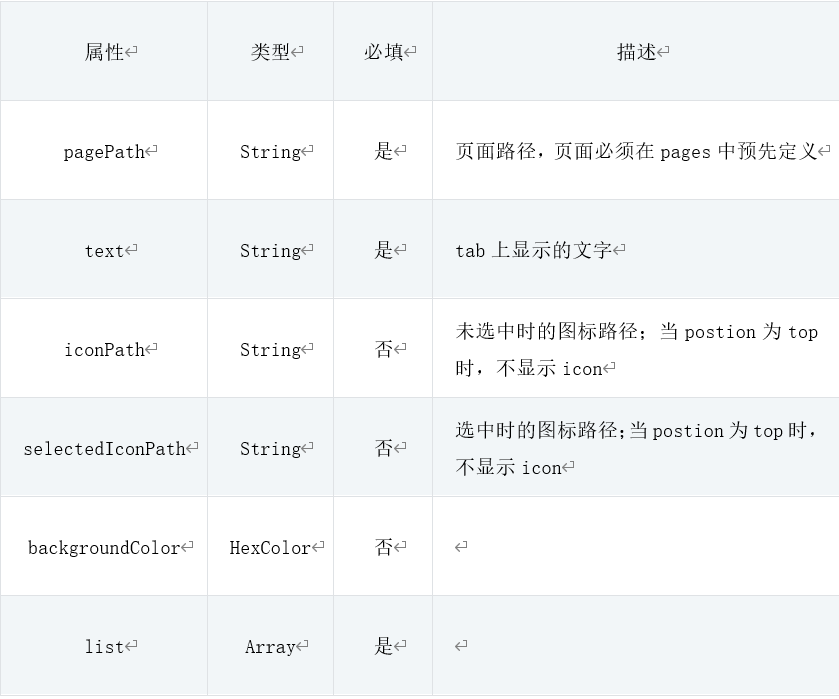 属性 类型 必填 描述
pagePath String 是 页面路径，页面必须在 pages 中预先定义
text String 是 tab 上显示的文字
iconPath String 否 未选中时的图标路径；当 postion 为 top
时，不显示 icon
selectedIconPath String 否 选中时的图标路径;当 postion 为 top 时，
不显示 icon
backgroundColor HexColor 否
list Array 是